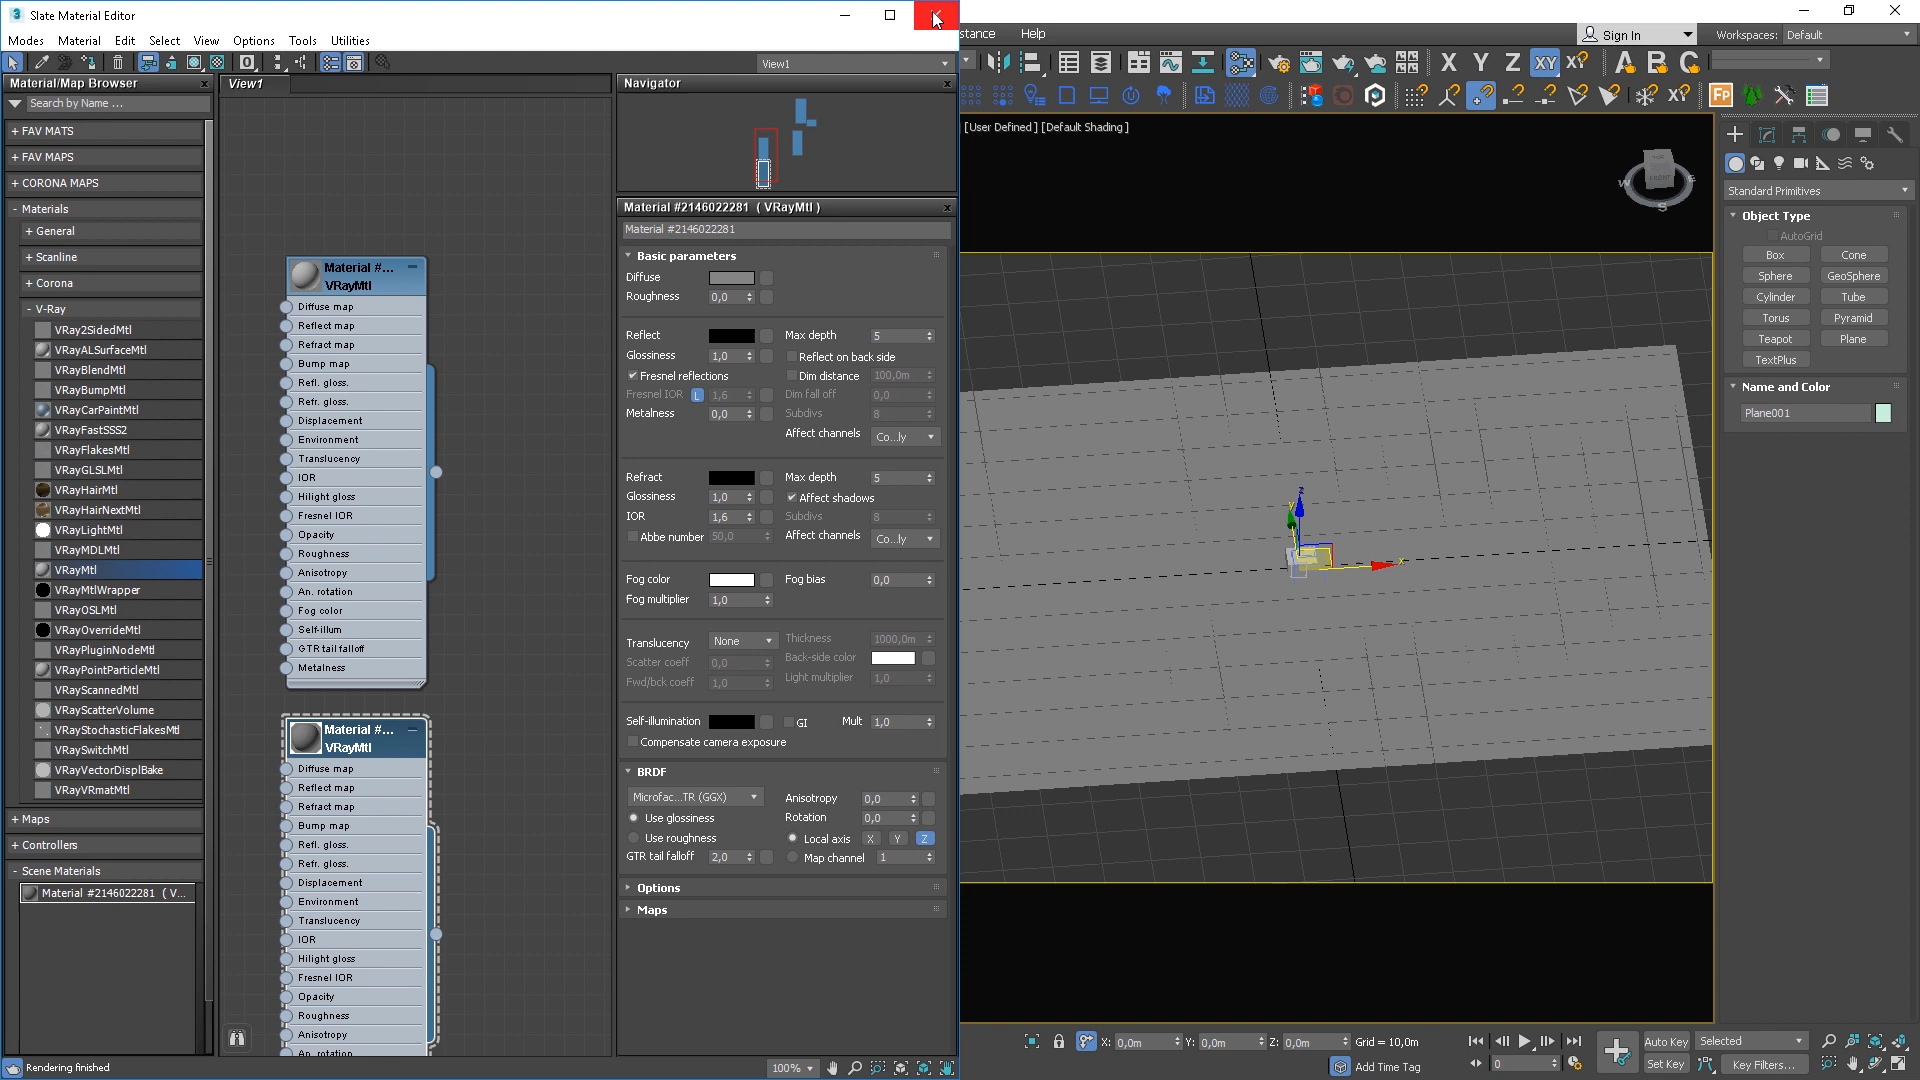 Slate Material Editor
Modes Material Edit Select View Options Tools Utilities
stance Help
Sign In
Workspaces: Default
View1
X Y Z XY
Material/Map Browser
Search by Name ...
+ FAV MATS
+ FAV MAPS
+ CORONA MAPS
- Materials
+ General
+ Scanline
+ Corona
- V-Ray
VRay2SidedMtl
VRayALSurfaceMtl
VRayBlendMtl
VRayBumpMtl
VRayCarPaintMtl
VRayFastSSS2
VRayFlakesMtl
VRayGLSLMtl
VRayHairMtl
VRayHairNextMtl
VRayLightMtl
VRayMDLMtl
VRayMtl
VRayMtlWrapper
VRayOSLMtl
VRayOverrideMtl
VRayPluginNodeMtl
VRayPointParticleMtl
VRayScannedMtl
VRayScatterVolume
VRayStochasticFlakesMtl
VRaySwitchMtl
VRayVectorDisplBake
VRayVRmatMtl
+ Maps
+ Controllers
- Scene Materials
Material #2146022281 ( V...
Rendering finished
View1
Material #...
VRayMtl
Diffuse map
Reflect map
Refract map
Bump map
Refl. gloss.
Refr. gloss.
Displacement
Environment
Translucency
IOR
Hilight gloss
Fresnel IOR
Opacity
Roughness
Anisotropy
An. rotation
Fog color
Self-illum
GTR tail falloff
Metalness
Material #...
VRayMtl
Diffuse map
Reflect map
Refract map
Bump map
Refl. gloss.
Refr. gloss.
Displacement
Environment
Translucency
IOR
Hilight gloss
Fresnel IOR
Opacity
Roughness
Anisotropy
An. rotation
100%
Navigator
Material #2146022281 ( VRayMtl )
Material #2146022281
Basic parameters
Diffuse
Roughness 0,0
Reflect Max depth 5
Glossiness 1,0 Reflect on back side
Fresnel reflections Dim distance 100,0m
Fresnel IOR L 1,6 Dim fall off 0,0
Metalness 0,0 Subdivs 8
Affect channels Co...ly
Refract Max depth 5
Glossiness 1,0 Affect shadows
IOR 1,6 Subdivs 8
Abbe number 50,0 Affect channels Co...ly
Fog color Fog bias 0,0
Fog multiplier 1,0
Translucency None Thickness 1000,0m
Scatter coeff 0,0 Back-side color
Fwd/bck coeff 1,0 Light multiplier 1,0
Self-illumination GI Mult 1,0
Compensate camera exposure
BRDF
Microfac...TR (GGX) Anisotropy 0,0
Use glossiness Rotation 0,0
Use roughness Local axis X Y Z
GTR tail falloff 2,0 Map channel 1
Options
Maps
[User Defined ] [Default Shading ]
W
S
E
z
x
Standard Primitives
Object Type
AutoGrid
Box Cone
Sphere GeoSphere
Cylinder Tube
Torus Pyramid
Teapot Plane
TextPlus
Name and Color
Plane001
X: 0,0m Y: 0,0m Z: 0,0m Grid = 10,0m
Add Time Tag
0
Auto Key Selected
Set Key Key Filters...